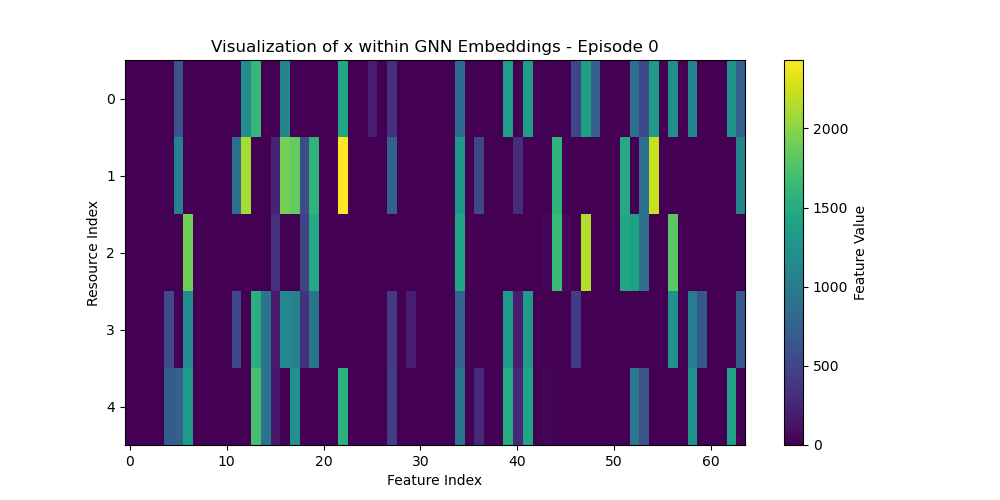 Visualization of x within GNN Embeddings - Episode 0
Resource Index
0
1
2
3
4
0 10 20 30 40 50 60
Feature Index
2000
1500
1000
500
0
Feature Value